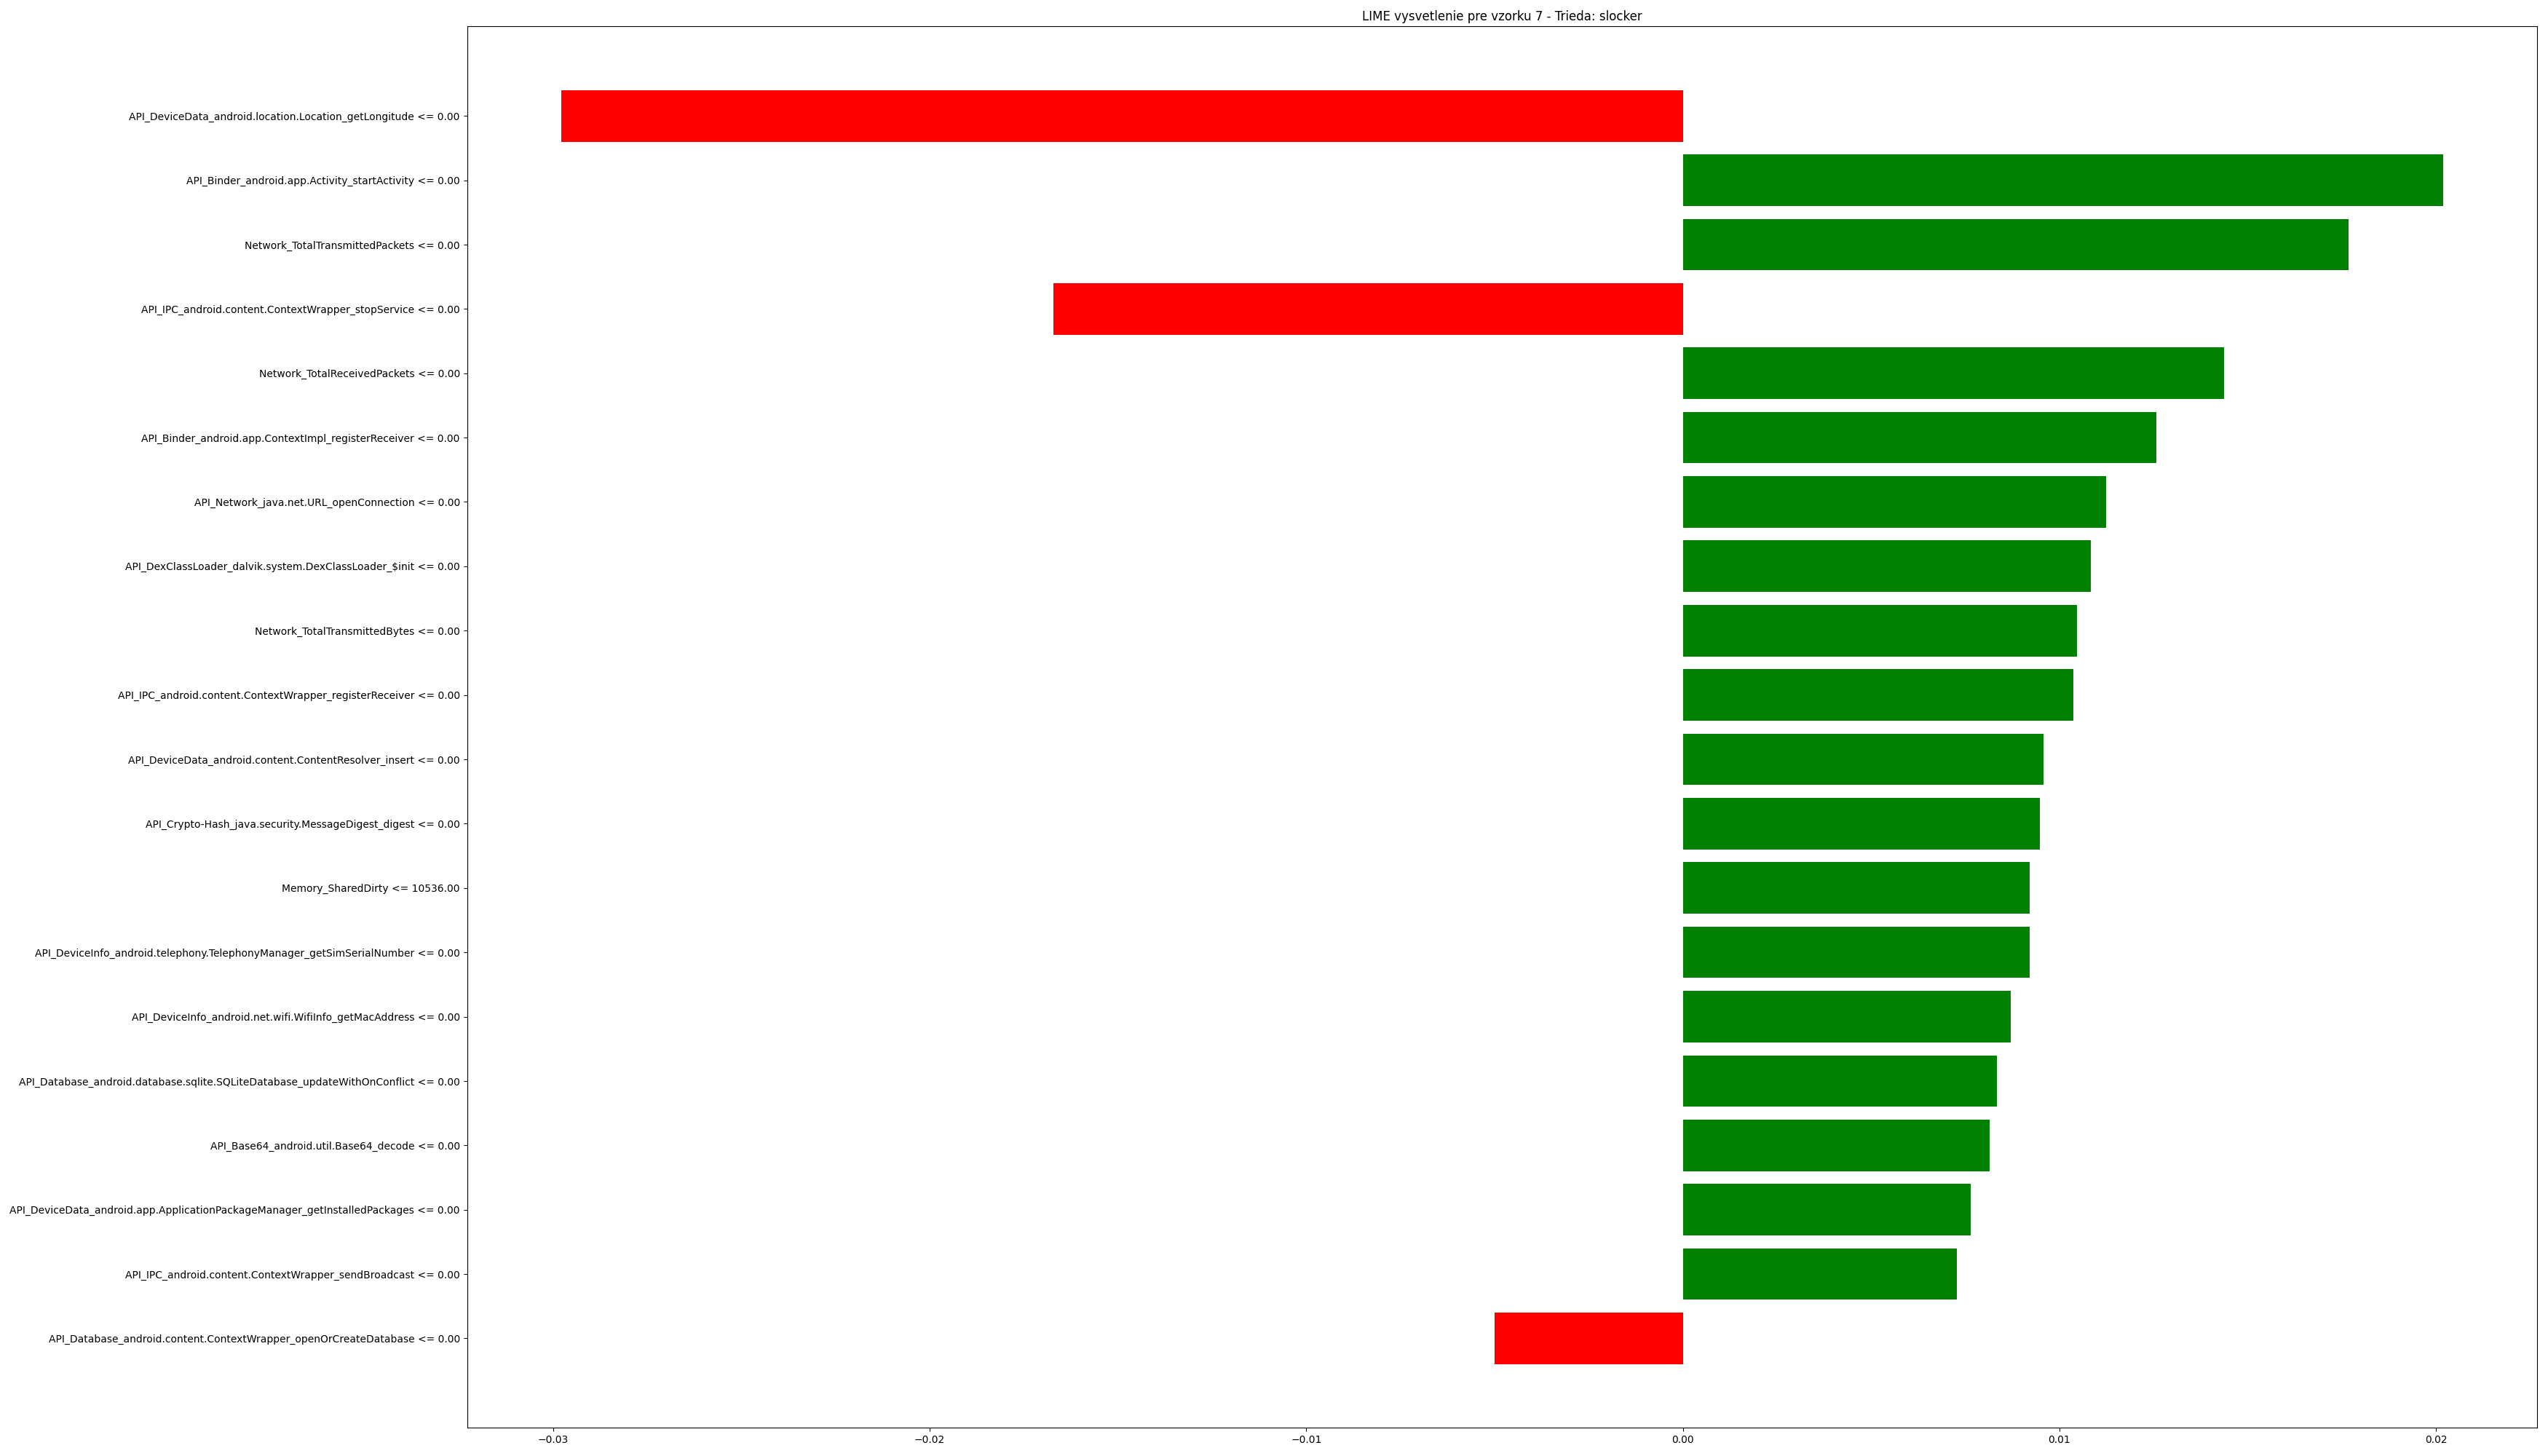 LIME vysvetlenie pre vzorku 7 - Trieda: slocker
API_DeviceData_android.location.Location_getLongitude <= 0.00
API_Binder_android.app.Activity_startActivity <= 0.00
Network_TotalTransmittedPackets <= 0.00
API_IPC_android.content.ContextWrapper_stopService <= 0.00
Network_TotalReceivedPackets <= 0.00
API_Binder_android.app.ContextImpl_registerReceiver <= 0.00
API_Network_java.net.URL_openConnection <= 0.00
API_DexClassLoader_dalvik.system.DexClassLoader_$init <= 0.00
Network_TotalTransmittedBytes <= 0.00
API_IPC_android.content.ContextWrapper_registerReceiver <= 0.00
API_DeviceData_android.content.ContentResolver_insert <= 0.00
API_Crypto-Hash_java.security.MessageDigest_digest <= 0.00
Memory_SharedDirty <= 10536.00
API_DeviceInfo_android.telephony.TelephonyManager_getSimSerialNumber <= 0.00
API_DeviceInfo_android.net.wifi.WifiInfo_getMacAddress <= 0.00
API_Database_android.database.sqlite.SQLiteDatabase_updateWithOnConflict <= 0.00
API_Base64_android.util.Base64_decode <= 0.00
API_DeviceData_android.app.ApplicationPackageManager_getInstalledPackages <= 0.00
API_IPC_android.content.ContextWrapper_sendBroadcast <= 0.00
API_Database_android.content.ContextWrapper_openOrCreateDatabase <= 0.00
−0.03 −0.02 −0.01 0.00 0.01 0.02